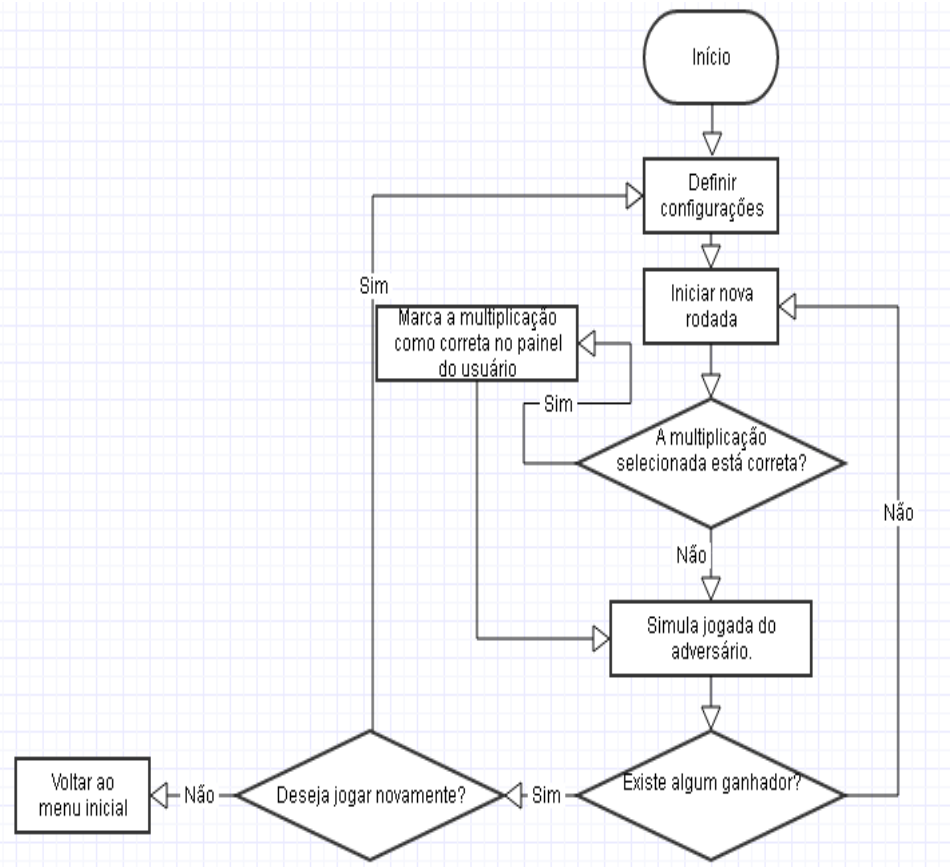 Início
Definir
configurações
Iniciar nova
rodada
Sim
Marca a multiplicação
como correta no painel
do usuário
Sim
A multiplicação
selecionada está correta?
Não
Não
Simula jogada do
adversário.
Existe algum ganhador?
Sim
Deseja jogar novamente?
Não
Voltar ao
menu inicial